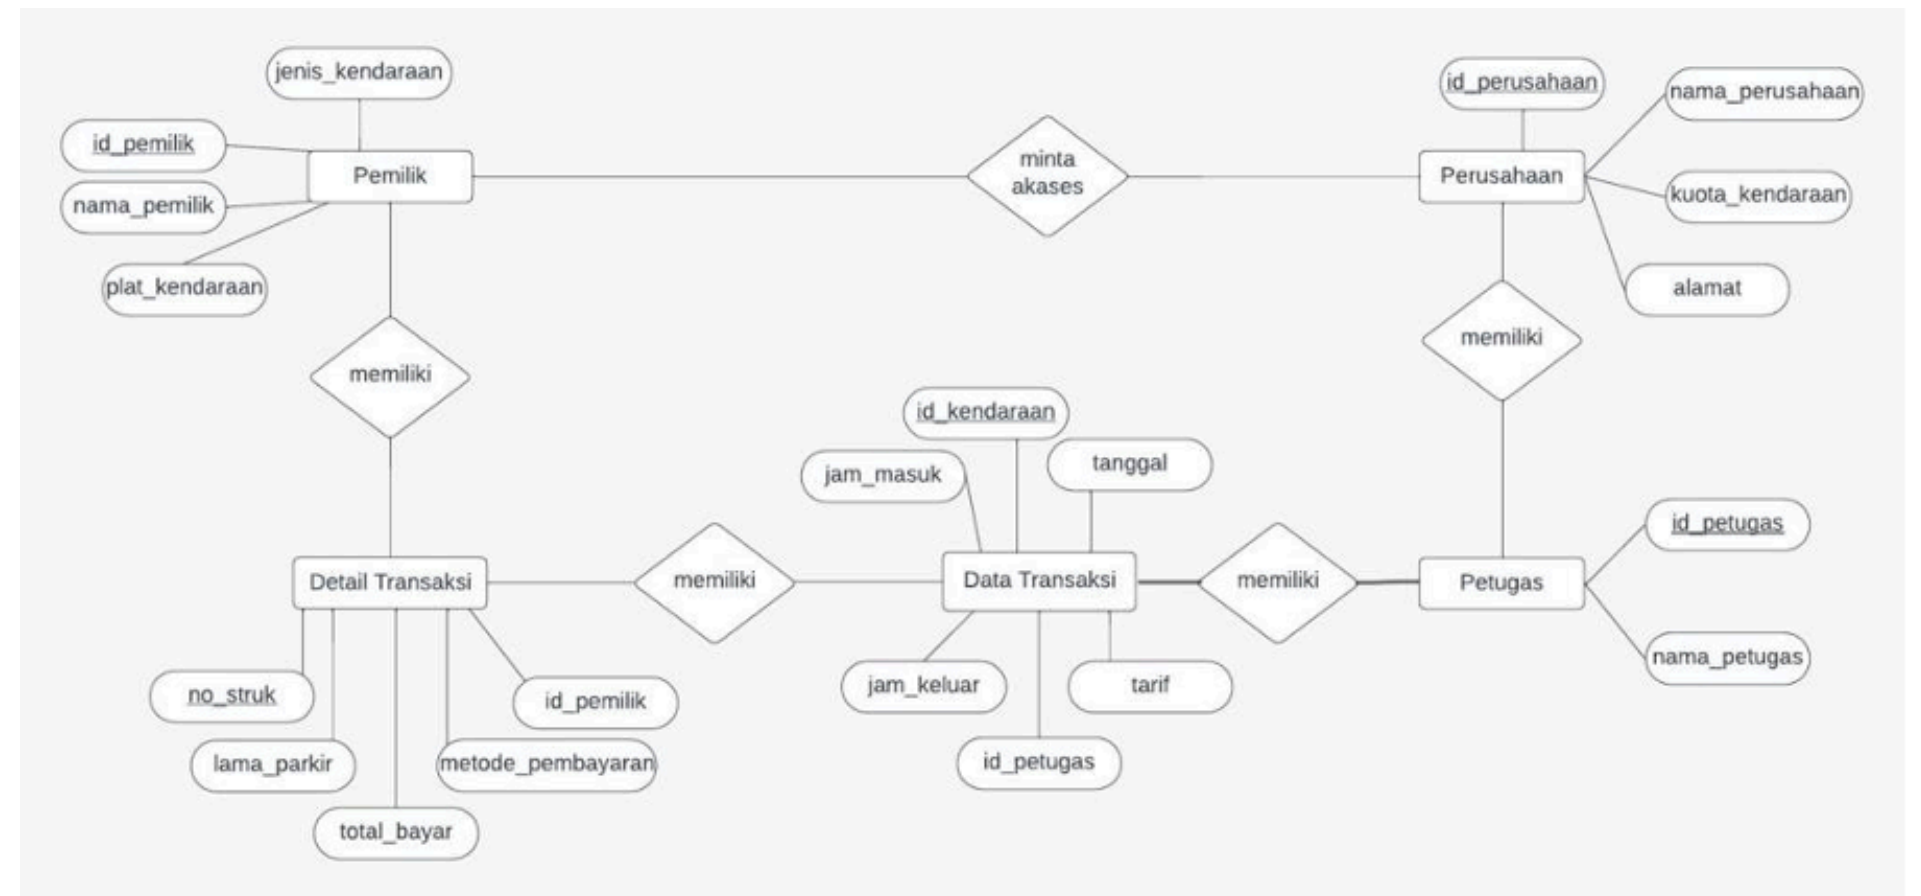 jenis_kendaraan
id_perusahaan
nama_perusahaan
id_pemilik
Pemilik
minta
akases
Perusahaan
nama_pemilik
kuota_kendaraan
plat_kendaraan
alamat
memiliki
memiliki
id_kendaraan
jam_masuk
tanggal
id_petugas
Detail Transaksi
memiliki
Data Transaksi
memiliki
Petugas
no_struk
id_pemilik
jam_keluar
tarif
nama_petugas
lama_parkir
metode_pembayaran
id_petugas
total_bayar